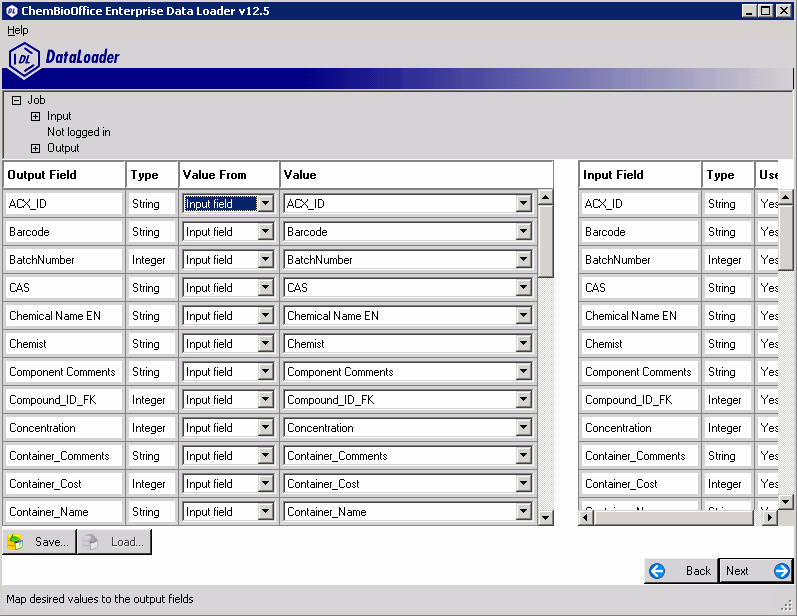 ChemBioOffice Enterprise Data Loader v12.5
Help
DL DataLoader
Job
Input
Not logged in
Output
Output Field Type Value From Value Input Field Type Use
ACX_ID String Input field ACX_ID ACX_ID String Yes
Barcode String Input field Barcode Barcode String Yes
BatchNumber Integer Input field BatchNumber BatchNumber Integer Yes
CAS String Input field CAS CAS String Yes
Chemical Name EN String Input field Chemical Name EN Chemical Name EN String Yes
Chemist String Input field Chemist Chemist String Yes
Component Comments String Input field Component Comments Component Comments String Yes
Compound_ID_FK Integer Input field Compound_ID_FK Compound_ID_FK Integer Yes
Concentration Integer Input field Concentration Concentration Integer Yes
Container_Comments String Input field Container_Comments Container_Comments String Yes
Container_Cost Integer Input field Container_Cost Container_Cost Integer Yes
Container_Name String Input field Container_Name
Save... Load...
Back Next
Map desired values to the output fields